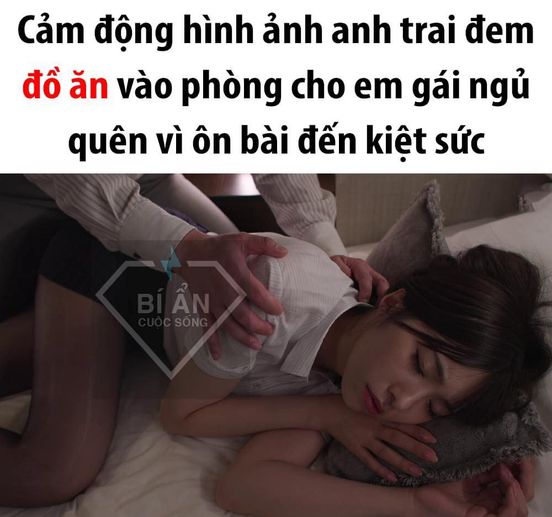 Cảm động hình ảnh anh trai đem
đồ ăn vào phòng cho em gái ngủ
quên vì ôn bài đến kiệt sức
BÍ ẨN
CUỘC SỐNG